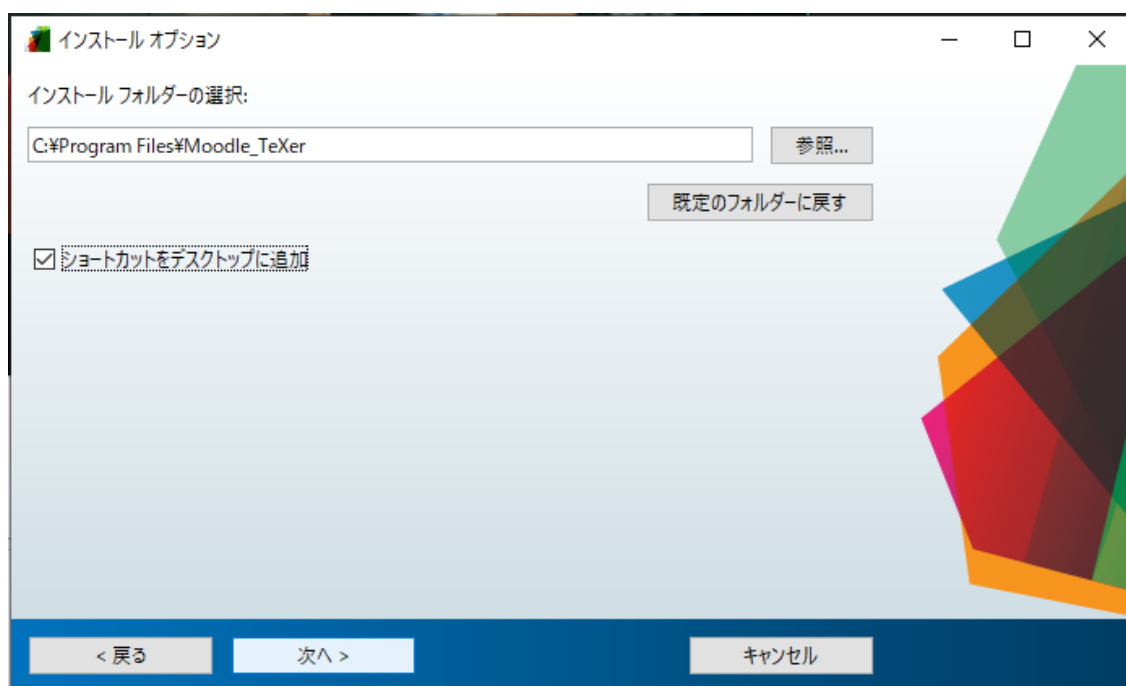 インストール オプション
インストール フォルダーの選択:
C:¥Program Files¥Moodle_TeXer
参照...
既定のフォルダーに戻す
ショートカットをデスクトップに追加
< 戻る 次へ > キャンセル